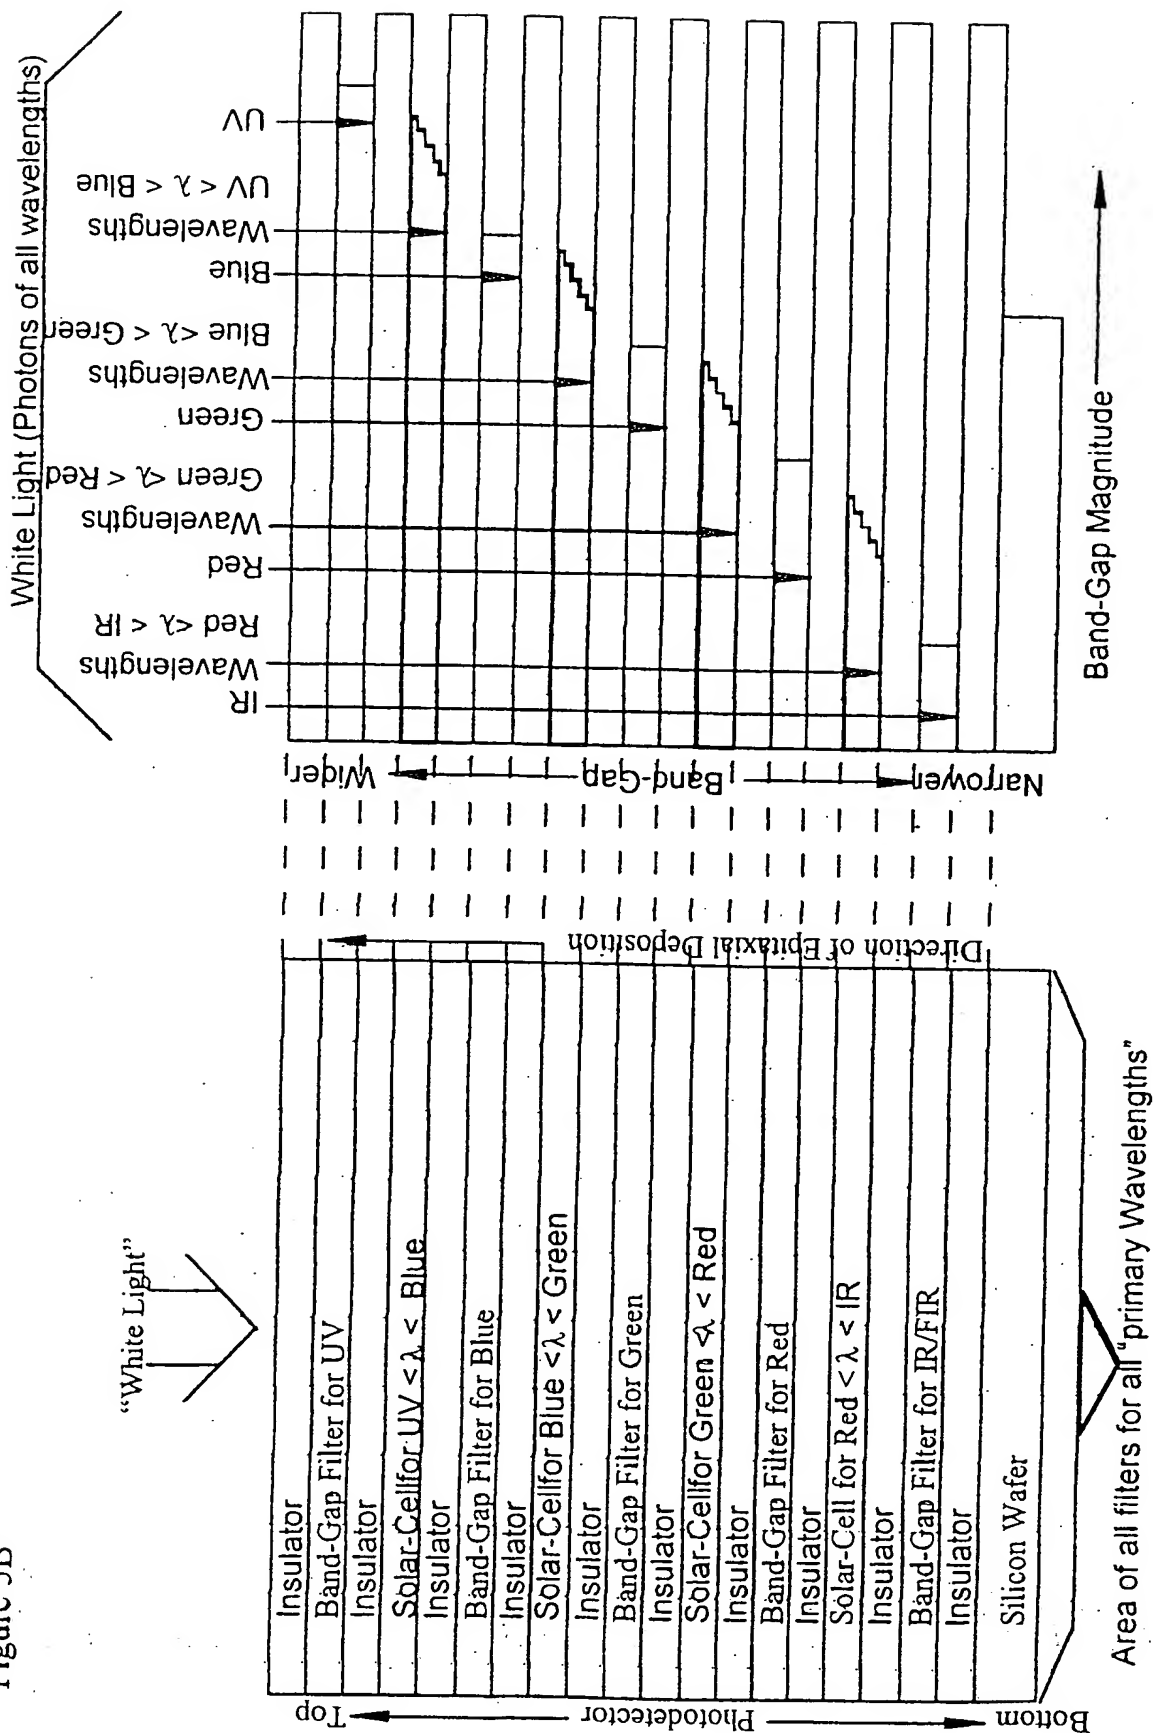 Figure 5B
"White Light"
Top
Photodetector
Bottom
Insulator
Band-Gap Filter for UV
Insulator
Solar-Cellfor UV < λ < Blue
Insulator
Band-Gap Filter for Blue
Insulator
Solar-Cellfor Blue < λ < Green
Insulator
Band-Gap Filter for Green
Insulator
Solar-Cellfor Green < λ < Red
Insulator
Band-Gap Filter for Red
Insulator
Solar-Cell for Red < λ < IR
Insulator
Band-Gap Filter for IR/FIR
Insulator
Silicon Wafer
Direction of Epitaxial Deposition
Area of all filters for all "primary Wavelengths"
White Light (Photons of all wavelengths)
IR
Wavelengths
Red < λ < IR
Red
Wavelengths
Green < λ < Red
Green
Wavelengths
Blue < λ < Green
Blue
Wavelengths
UV < λ < Blue
UV
Wider
Band-Gap
Narrower
Band-Gap Magnitude